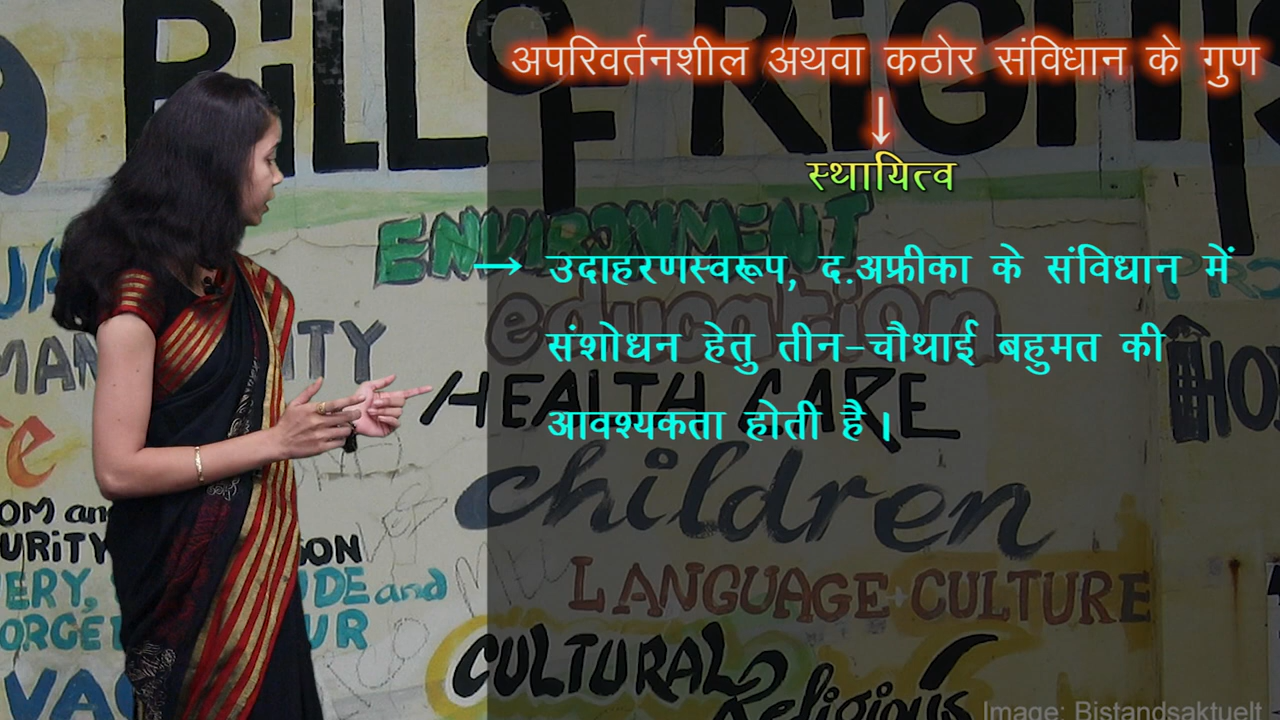 BILL OF RIGHTS
अपरिवर्तनशील अथवा कठोर संविधान के गुण
↓
स्थायित्व
ENVIRONMENT
→ उदाहरणस्वरूप, द.अफ्रीका के संविधान में
education
संशोधन हेतु तीन-चौथाई बहुमत की
HEALTH CARE
आवश्यकता होती है।
children
LANGUAGE CULTURE
and
CULTURAL
Religious
Image: Bistandsaktuelt